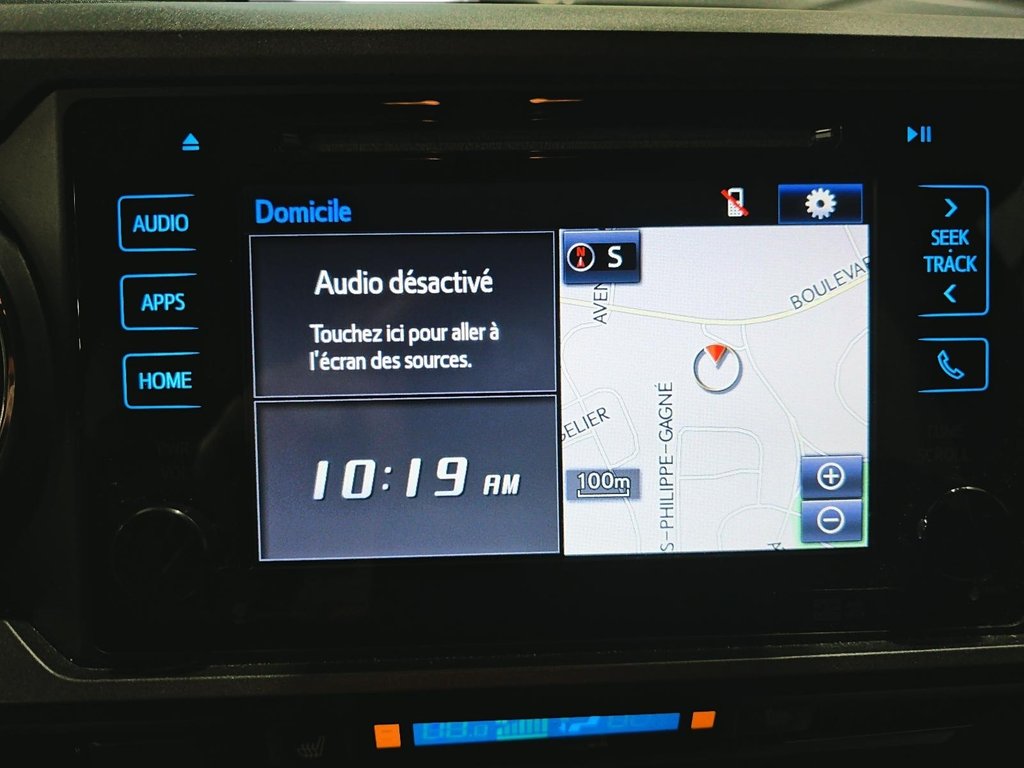 AUDIO
APPS
HOME
Domicile
Audio désactivé
Touchez ici pour aller à
l'écran des sources.
10:19 AM
N S
AVEN
BOULEVAR
GELIER
S-PHILIPPE-GAGNÉ
100m
SEEK
TRACK